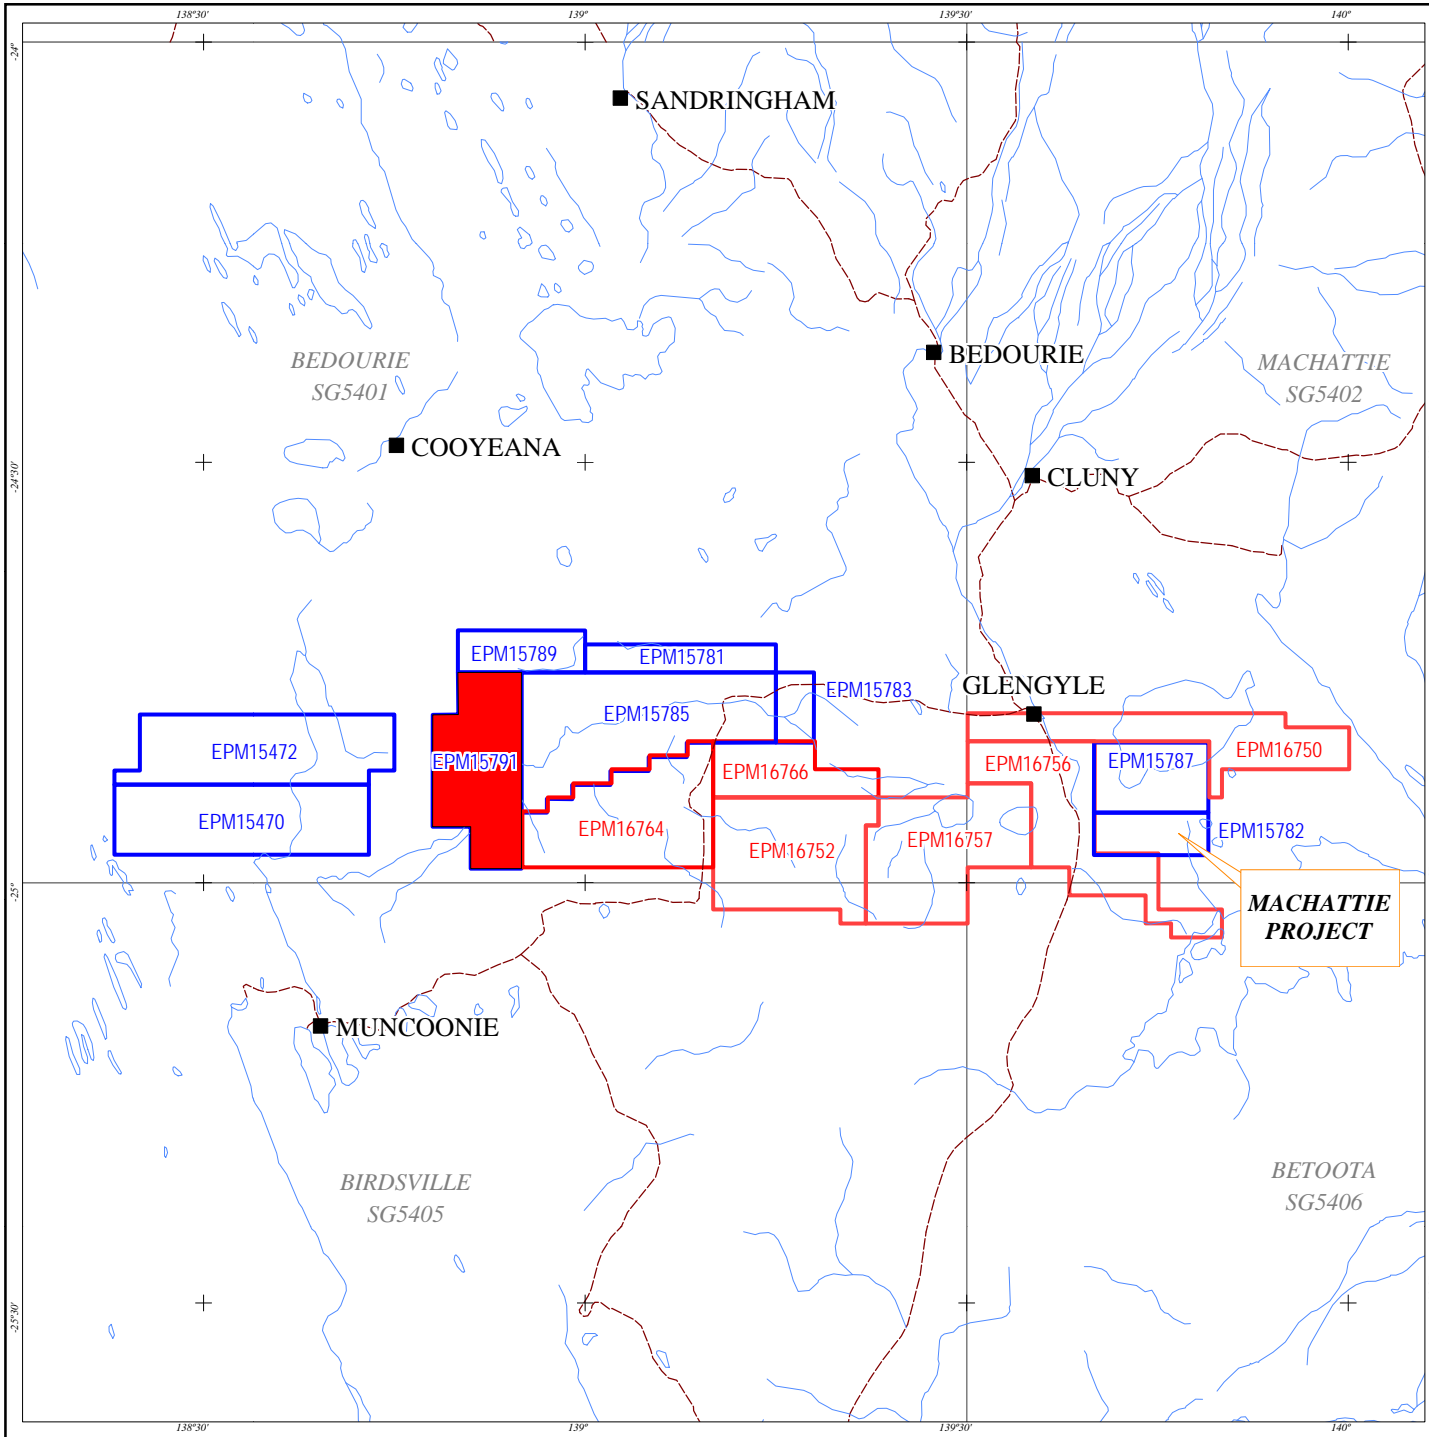 138°30'
139°
139°30'
140°
-24°
SANDRINGHAM
BEDOURIE
BEDOURIE
SG5401
MACHATTIE
SG5402
COOYEANA
-24°30'
CLUNY
EPM15789
EPM15781
EPM15783
GLENGYLE
EPM15785
EPM15472
EPM15791
EPM16766
EPM16756
EPM15787
EPM16750
EPM15470
EPM16764
EPM16752
EPM16757
EPM15782
-25°
MACHATTIE
PROJECT
MUNCOONIE
BIRDSVILLE
SG5405
BETOOTA
SG5406
-25°30'
138°30'
139°
139°30'
140°